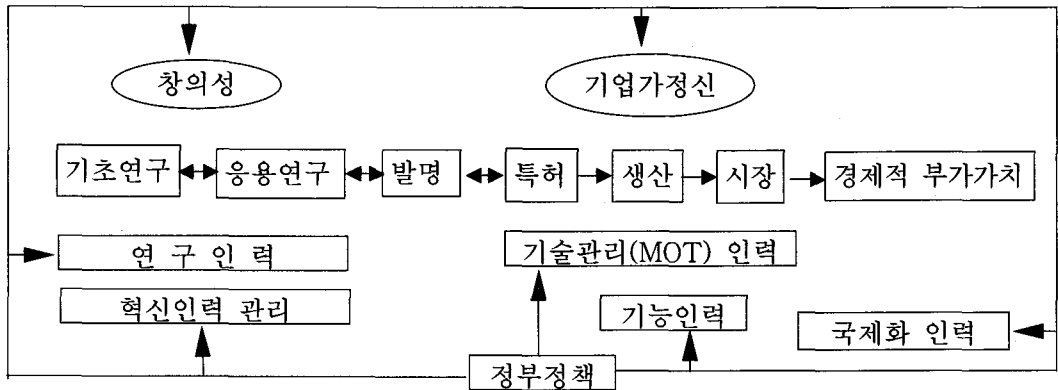 창의성 기업가정신
기초연구 응용연구 발명 특허 생산 시장 경제적 부가가치
연 구 인 력 기술관리(MOT) 인력
혁신인력 관리 기능인력
국제화 인력
정부정책